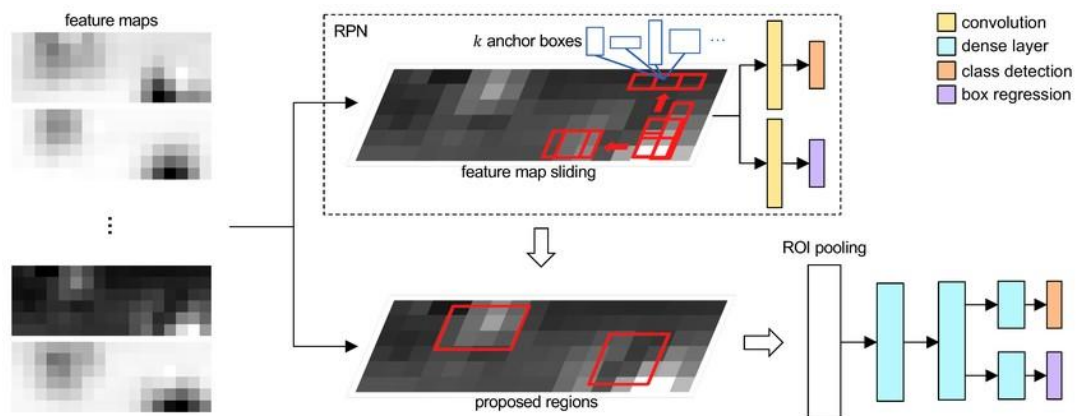 feature maps
RPN
k anchor boxes
...
feature map sliding
convolution
dense layer
class detection
box regression
...
ROI pooling
proposed regions